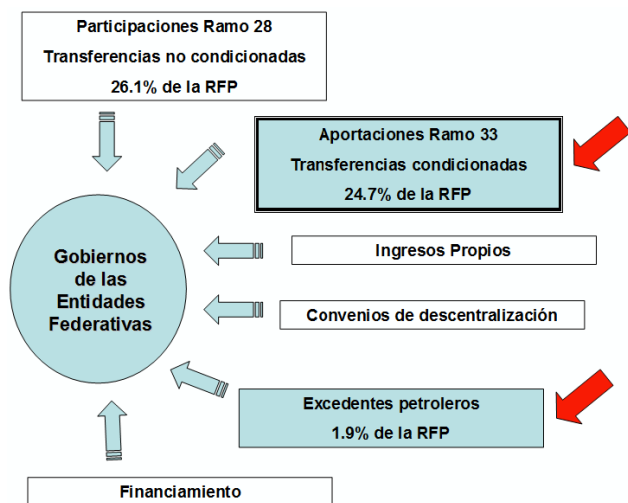 Participaciones Ramo 28
Transferencias no condicionadas
26.1% de la RFP
Aportaciones Ramo 33
Transferencias condicionadas
24.7% de la RFP
Gobiernos
de las
Entidades
Federativas
Ingresos Propios
Convenios de descentralización
Excedentes petroleros
1.9% de la RFP
Financiamiento